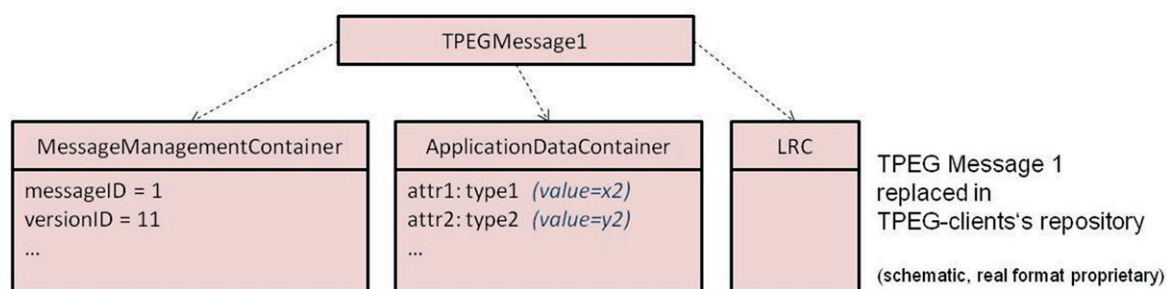 TPEGMessage1
MessageManagementContainer
messageID = 1
versionID = 11
...
ApplicationDataContainer
attr1: type1 (value=x2)
attr2: type2 (value=y2)
...
LRC
TPEG Message 1
replaced in
TPEG-clients‘s repository
(schematic, real format proprietary)